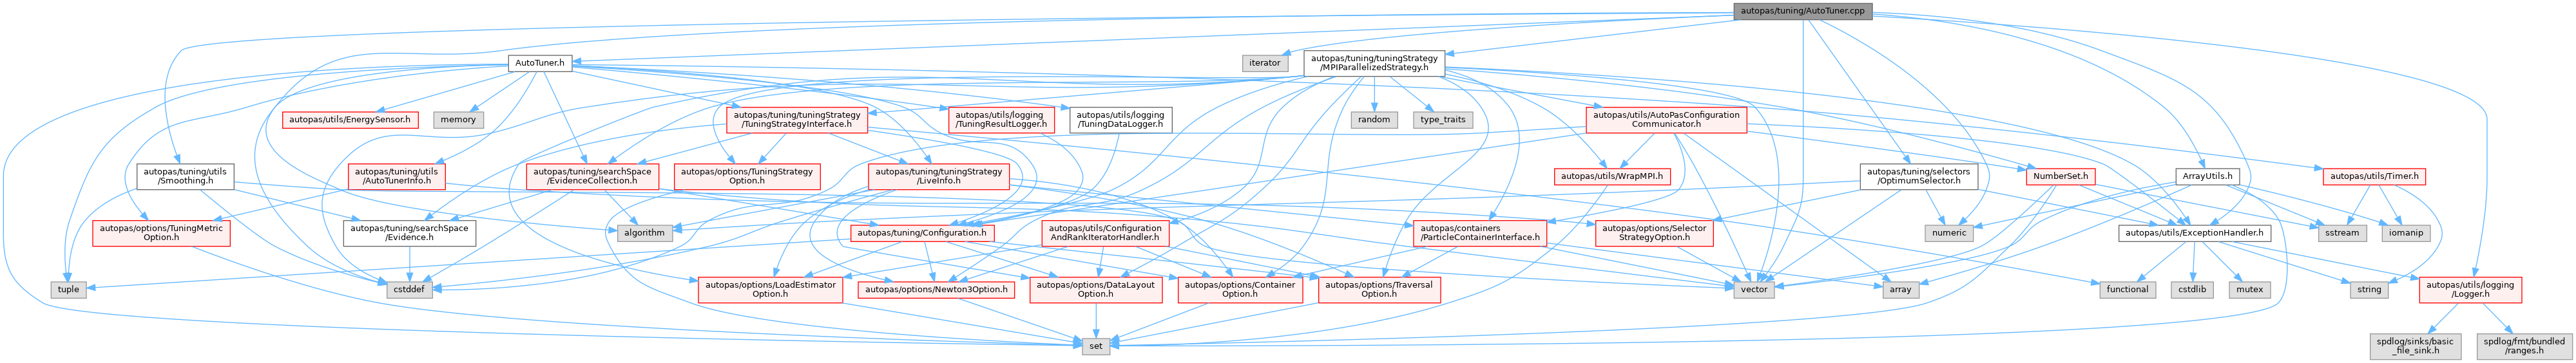 autopas/tuning/AutoTuner.cpp
AutoTuner.h
iterator
autopas/tuning/tuningStrategy
/MPIParallelizedStrategy.h
autopas/utils/EnergySensor.h
memory
autopas/tuning/tuningStrategy
/TuningStrategyInterface.h
autopas/utils/logging
/TuningResultLogger.h
autopas/utils/logging
/TuningDataLogger.h
random
type_traits
autopas/utils/AutoPasConfiguration
Communicator.h
autopas/tuning/utils
/Smoothing.h
autopas/tuning/utils
/AutoTunerInfo.h
autopas/tuning/searchSpace
/EvidenceCollection.h
autopas/options/TuningStrategy
Option.h
autopas/tuning/tuningStrategy
/LiveInfo.h
autopas/utils/WrapMPI.h
autopas/tuning/selectors
/OptimumSelector.h
NumberSet.h
ArrayUtils.h
autopas/utils/Timer.h
autopas/options/TuningMetric
Option.h
autopas/tuning/searchSpace
/Evidence.h
algorithm
autopas/tuning/Configuration.h
autopas/utils/Configuration
AndRankIteratorHandler.h
autopas/containers
/ParticleContainerInterface.h
autopas/options/Selector
StrategyOption.h
numeric
autopas/utils/ExceptionHandler.h
sstream
iomanip
tuple
cstddef
autopas/options/LoadEstimator
Option.h
autopas/options/Newton3Option.h
autopas/options/DataLayout
Option.h
autopas/options/Container
Option.h
autopas/options/Traversal
Option.h
vector
array
functional
cstdlib
mutex
string
autopas/utils/logging
/Logger.h
set
spdlog/sinks/basic
_file_sink.h
spdlog/fmt/bundled
/ranges.h